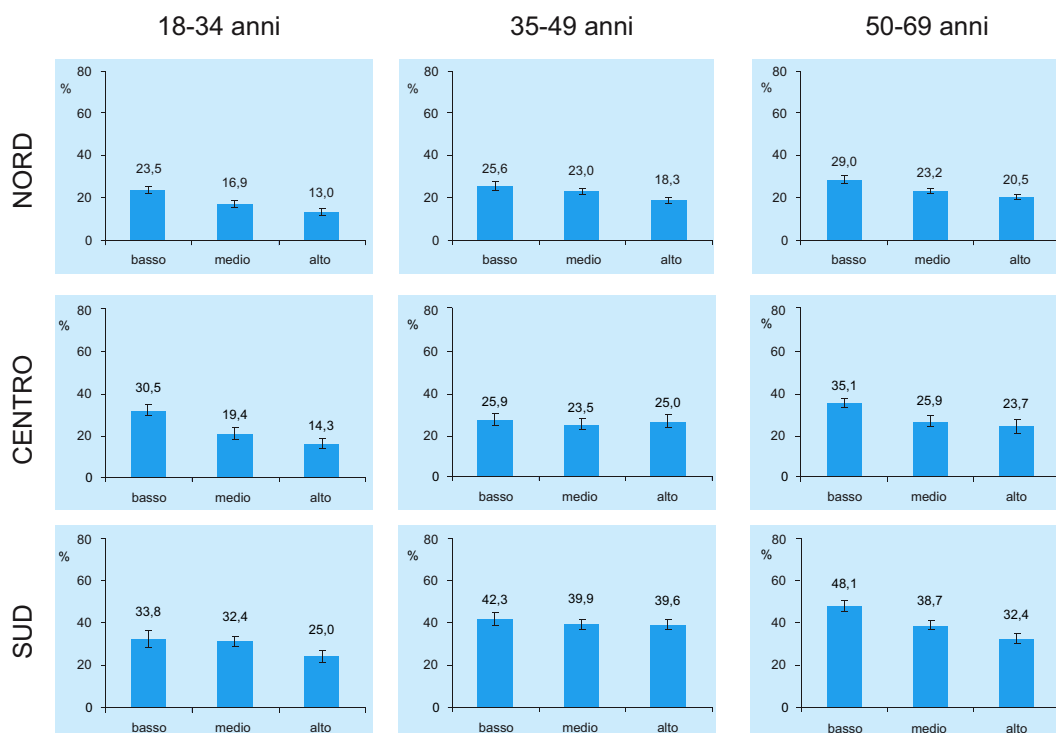 18-34 anni 35-49 anni 50-69 anni
NORD
80 % 60 40 20 0
23,5 16,9 13,0
basso medio alto
80 % 60 40 20 0
25,6 23,0 18,3
basso medio alto
80 % 60 40 20 0
29,0 23,2 20,5
basso medio alto
CENTRO
80 % 60 40 20 0
30,5 19,4 14,3
basso medio alto
80 % 60 40 20 0
25,9 23,5 25,0
basso medio alto
80 % 60 40 20 0
35,1 25,9 23,7
basso medio alto
SUD
80 % 60 40 20 0
33,8 32,4 25,0
basso medio alto
80 % 60 40 20 0
42,3 39,9 39,6
basso medio alto
80 % 60 40 20 0
48,1 38,7 32,4
basso medio alto